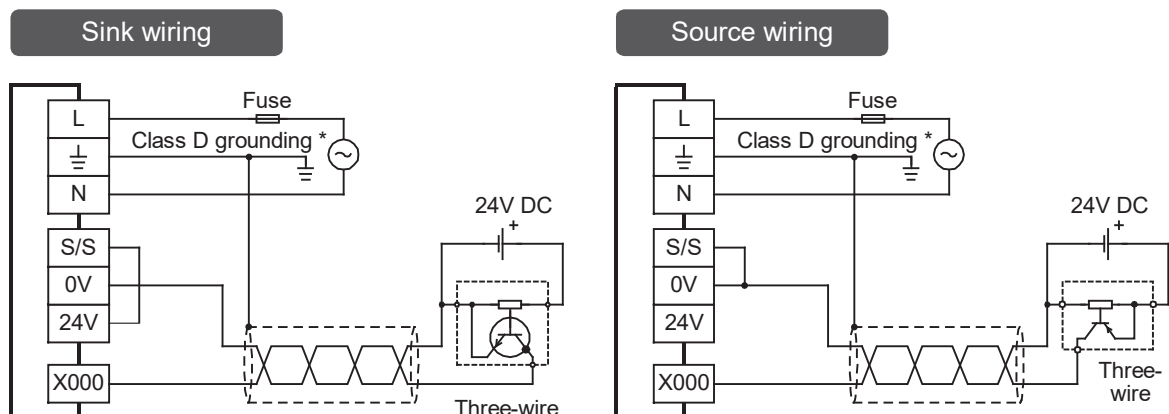 Sink wiring
L
Fuse
Class D grounding *
N
24V DC
+
S/S
0V
24V
X000
Three-wire
Source wiring
L
Fuse
Class D grounding *
N
24V DC
+
S/S
0V
24V
X000
Three-
wire